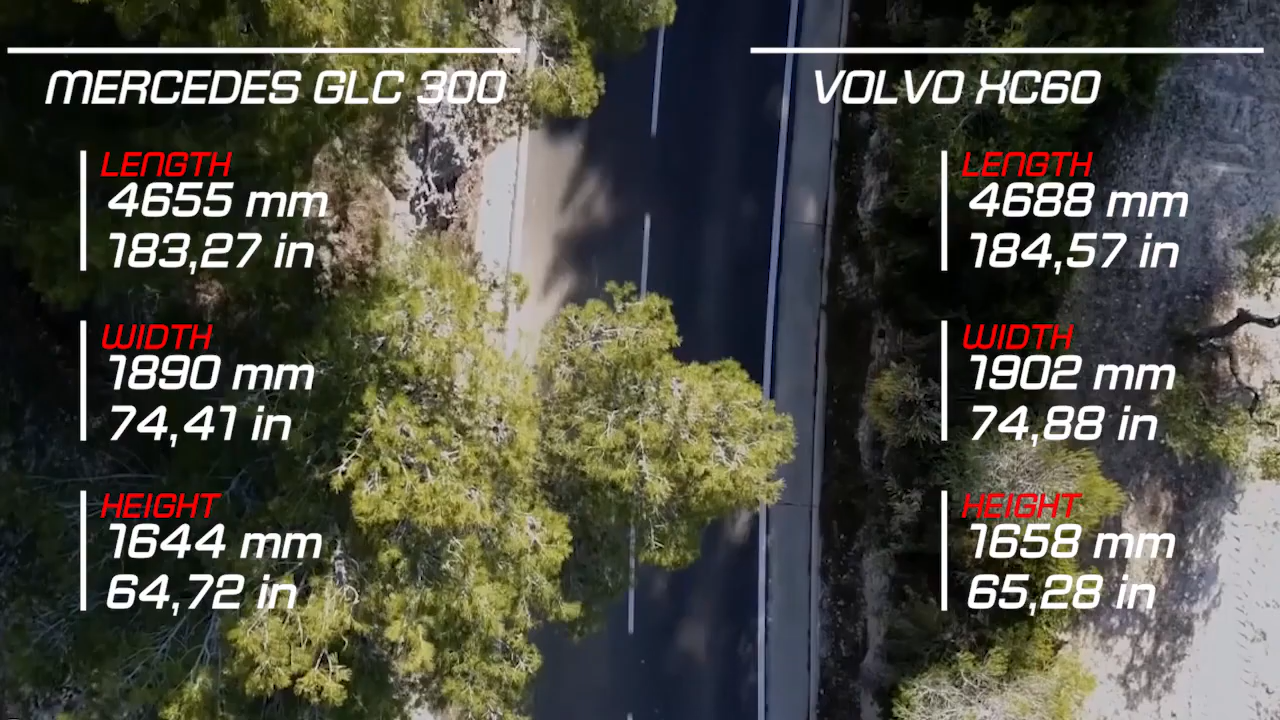 MERCEDES GLC 300
LENGTH
4655 mm
183,27 in
WIDTH
1890 mm
74,41 in
HEIGHT
1644 mm
64,72 in
VOLVO XC60
LENGTH
4688 mm
184,57 in
WIDTH
1902 mm
74,88 in
HEIGHT
1658 mm
65,28 in